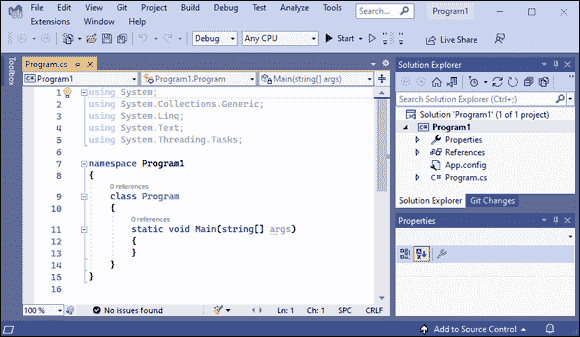 File Edit View Git Project Build Debug Test Analyze Tools
Extensions Window Help Search... Program1
Debug Any CPU Start Live Share
Toolbox
Program.cs
Program1 Program1.Program Main(string[] args)
1 using System;
2 using System.Collections.Generic;
3 using System.Linq;
4 using System.Text;
5 using System.Threading.Tasks;
6
7 namespace Program1
8 {
0 references
9 class Program
10 {
0 references
11 static void Main(string[] args)
12 {
13 }
14 }
15 }
16
100 % No issues found Ln: 1 Ch: 1 SPC CRLF
Solution Explorer
Search Solution Explorer (Ctrl+;)
Solution 'Program1' (1 of 1 project)
Program1
Properties
References
App.config
C# Program.cs
Solution Explorer Git Changes
Properties
Add to Source Control